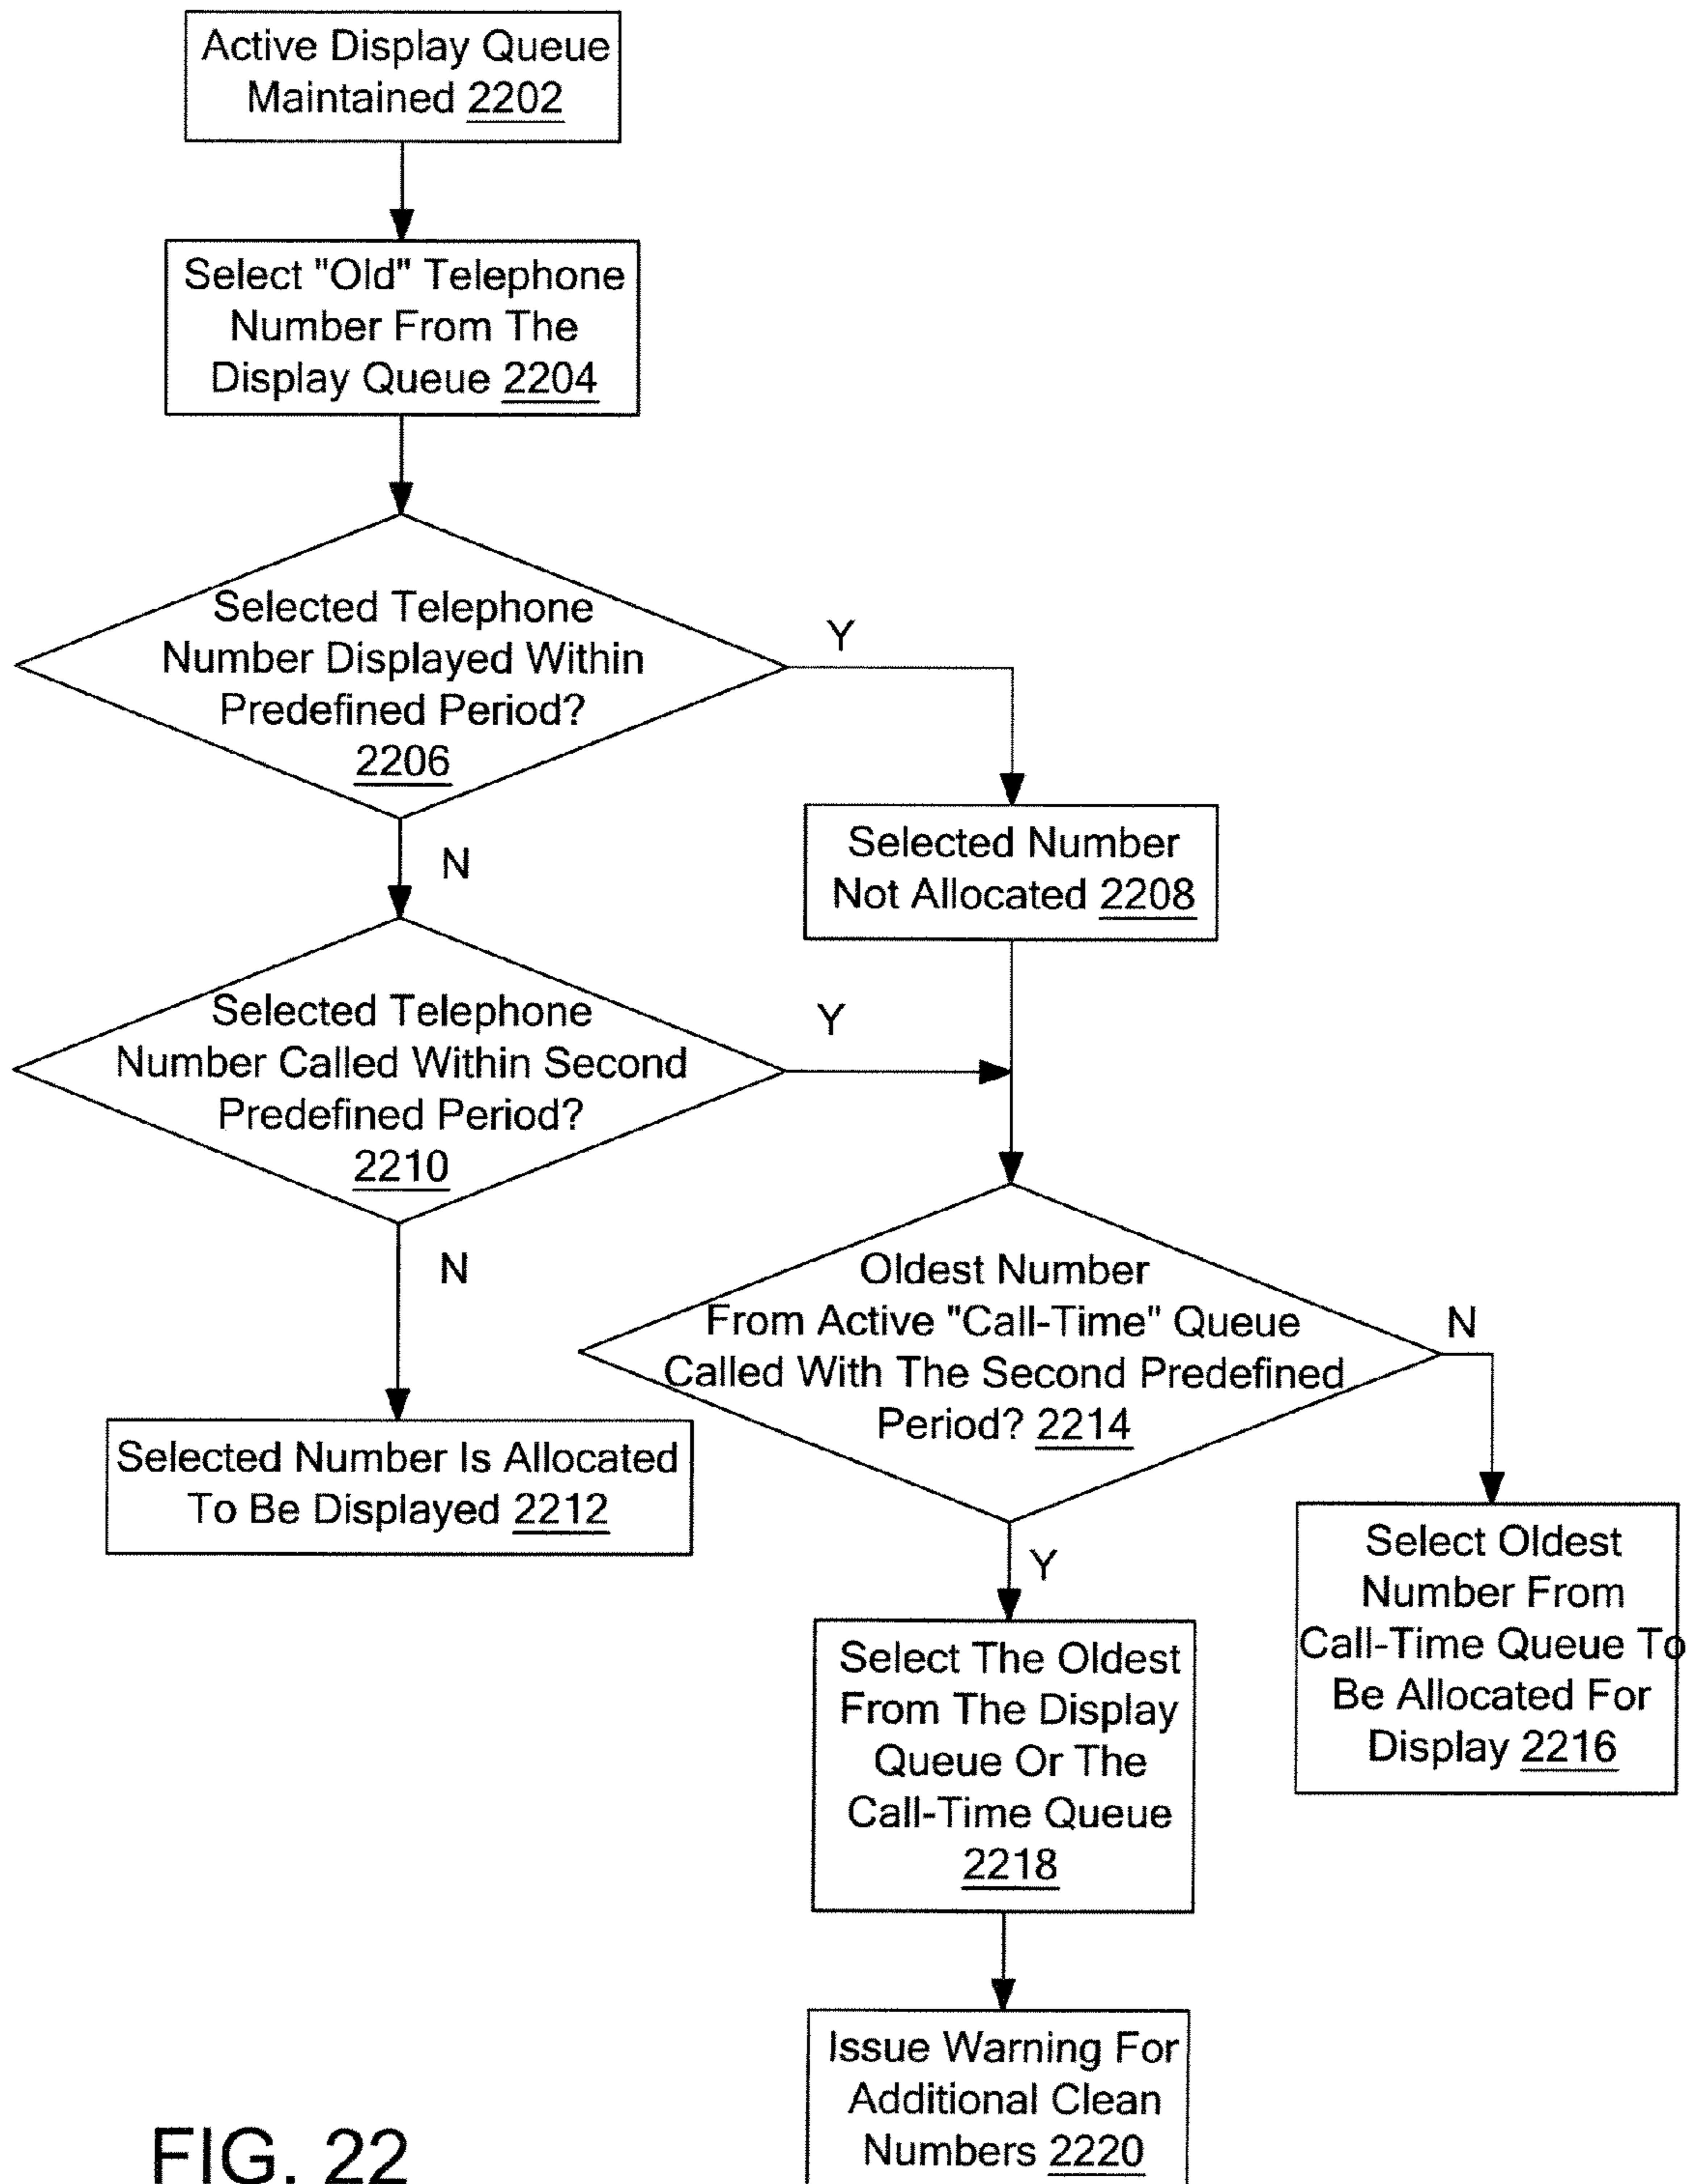 Active Display Queue
Maintained 2202
Select "Old" Telephone
Number From The
Display Queue 2204
Selected Telephone
Number Displayed Within
Predefined Period?
2206
Y
N
Selected Number
Not Allocated 2208
Selected Telephone
Number Called Within Second
Predefined Period?
2210
Y
N
Oldest Number
From Active "Call-Time" Queue
Called With The Second Predefined
Period? 2214
N
Y
Selected Number Is Allocated
To Be Displayed 2212
Select Oldest
Number From
Call-Time Queue To
Be Allocated For
Display 2216
Select The Oldest
From The Display
Queue Or The
Call-Time Queue
2218
Issue Warning For
Additional Clean
Numbers 2220
FIG. 22